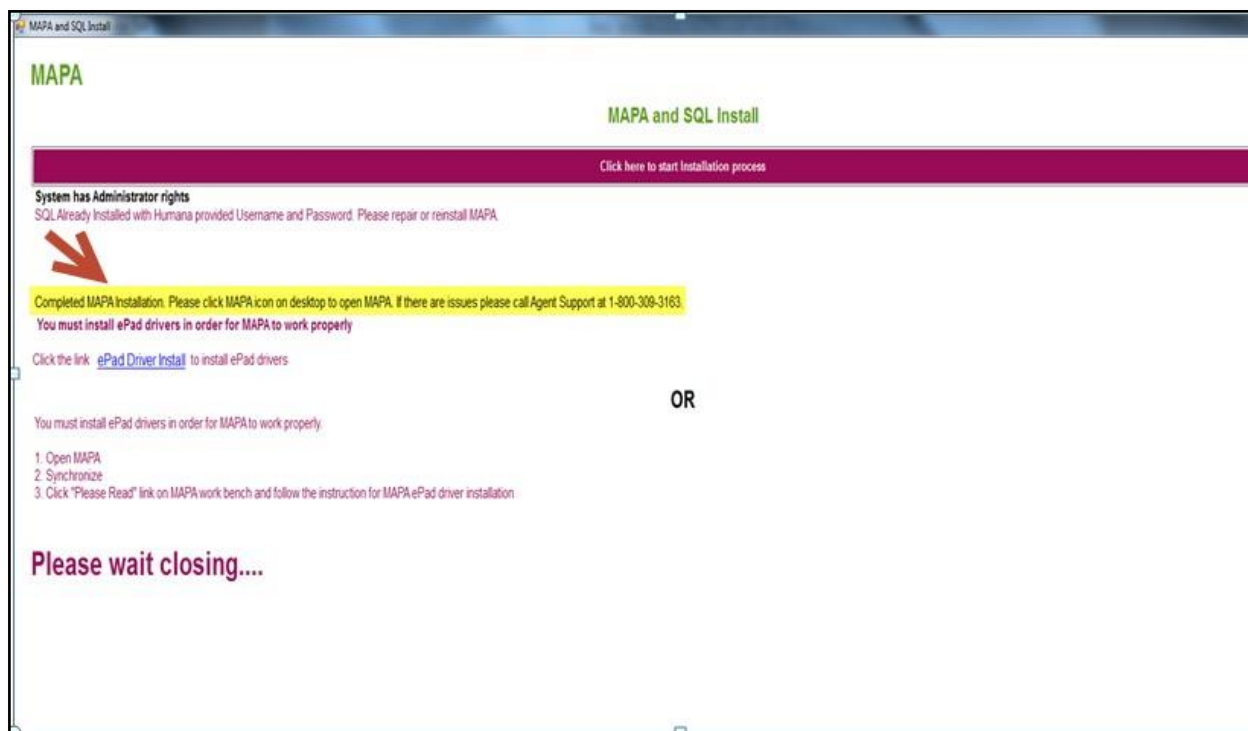 MAPA and SQL Install
MAPA
MAPA and SQL Install
Click here to start Installation process
System has Administrator rights
SQL Already Installed with Humana provided Username and Password. Please repair or reinstall MAPA.
Completed MAPA Installation. Please click MAPA icon on desktop to open MAPA. If there are issues please call Agent Support at 1-800-309-3163.
You must install ePad drivers in order for MAPA to work properly
Click the link ePad Driver Install to install ePad drivers
OR
You must install ePad drivers in order for MAPA to work properly.
1. Open MAPA
2. Synchronize
3. Click "Please Read" link on MAPA work bench and follow the instruction for MAPA ePad driver installation
Please wait closing....